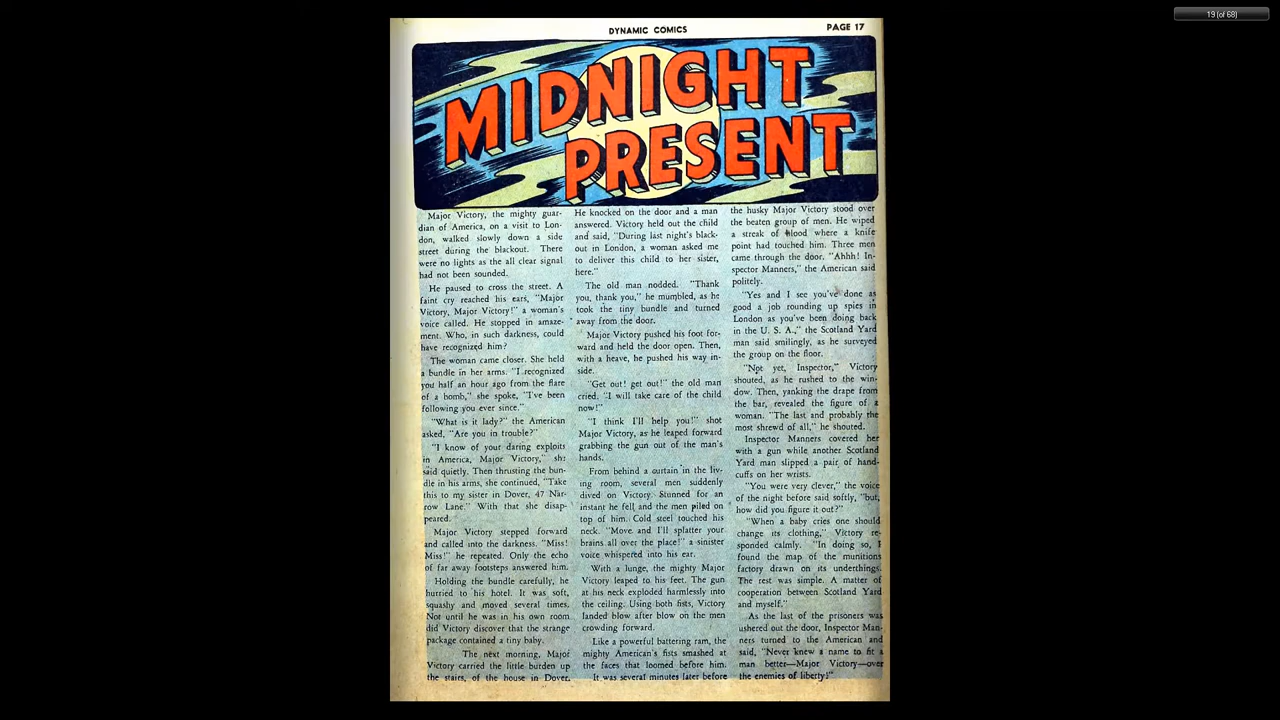 19 (of 68)
DYNAMIC COMICS
PAGE 17
MIDNIGHT
PRESENT
Major Victory, the mighty guar-
dian of America, on a visit to Lon-
don, walked slowly down a side
street during the blackout. There
were no lights as the all clear signal
had not been sounded.
He paused to cross the street. A
faint cry reached his ears, "Major
Victory, Major Victory!" a woman's
voice called. He stopped in amaze-
ment. Who, in such darkness, could
have recognized him?
The woman came closer. She held
a bundle in her arms. "I recognized
you half an hour ago from the flare
of a bomb," she spoke, "I've been
following you ever since."
"What is it lady?" the American
asked, "Are you in trouble?"
"I know of your daring exploits
in America, Major Victory," she
said quietly. Then thrusting the bun-
dle in his arms, she continued, "Take
this to my sister in Dover, 47 Nar-
row Lane." With that she disap-
peared.
Major Victory stepped forward
and called into the darkness. "Miss!
Miss!" he repeated. Only the echo
of far away footsteps answered him.
Holding the bundle carefully, he
hurried to his hotel. It was soft,
squashy and moved several times.
Not until he was in his own room
did Victory discover that the strange
package contained a tiny baby.
The next morning, Major
Victory carried the little burden up
the stairs, of the house in Dover.
He knocked on the door and a man
answered. Victory held out the child
and said, "During last night's black-
out in London, a woman asked me
to deliver this child to her sister,
here."
The old man nodded. "Thank
you, thank you," he mumbled, as he
took the tiny bundle and turned
away from the door.
Major Victory pushed his foot for-
ward and held the door open. Then,
with a heave, he pushed his way in-
side.
"Get out! get out!" the old man
cried. "I will take care of the child
now!"
"I think I'll help you!" shot
Major Victory, as he leaped forward
grabbing the gun out of the man's
hands.
From behind a curtain in the liv-
ing room, several men suddenly
dived on Victory. Stunned for an
instant he fell and the men piled on
top of him. Cold steel touched his
neck. "Move and I'll splatter your
brains all over the place!" a sinister
voice whispered into his ear.
With a lunge, the mighty Major
Victory leaped to his feet. The gun
at his neck exploded harmlessly into
the ceiling. Using both fists, Victory
landed blow after blow on the men
crowding forward.
Like a powerful battering ram, the
mighty American's fists smashed at
the faces that loomed before him.
It was several minutes later before
the husky Major Victory stood over
the beaten group of men. He wiped
a streak of blood where a knife
point had touched him. Three men
came through the door. "Ahhh! In-
spector Manners," the American said
politely.
"Yes and I see you've done as
good a job rounding up spies in
London as you've been doing back
in the U. S. A.," the Scotland Yard
man said smilingly, as he surveyed
the group on the floor.
"Npt yet, Inspector," Victory
shouted, as he rushed to the win-
dow. Then, yanking the drape from
the bar, revealed the figure of a
woman. "The last and probably the
most shrewd of all," he shouted.
Inspector Manners covered her
with a gun while another Scotland
Yard man slipped a pair of hand-
cuffs on her wrists.
"You were very clever," the voice
of the night before said softly, "but,
how did you figure it out?"
"When a baby cries one should
change its clothing," Victory re-
sponded calmly. "In doing so, I
found the map of the munitions
factory drawn on its underthings.
The rest was simple. A matter of
cooperation between Scotland Yard
and myself."
As the last of the prisoners was
ushered out the door, Inspector Man-
ners turned to the American and
said, "Never knew a name to fit a
man better—Major Victory—over
the enemies of liberty!"